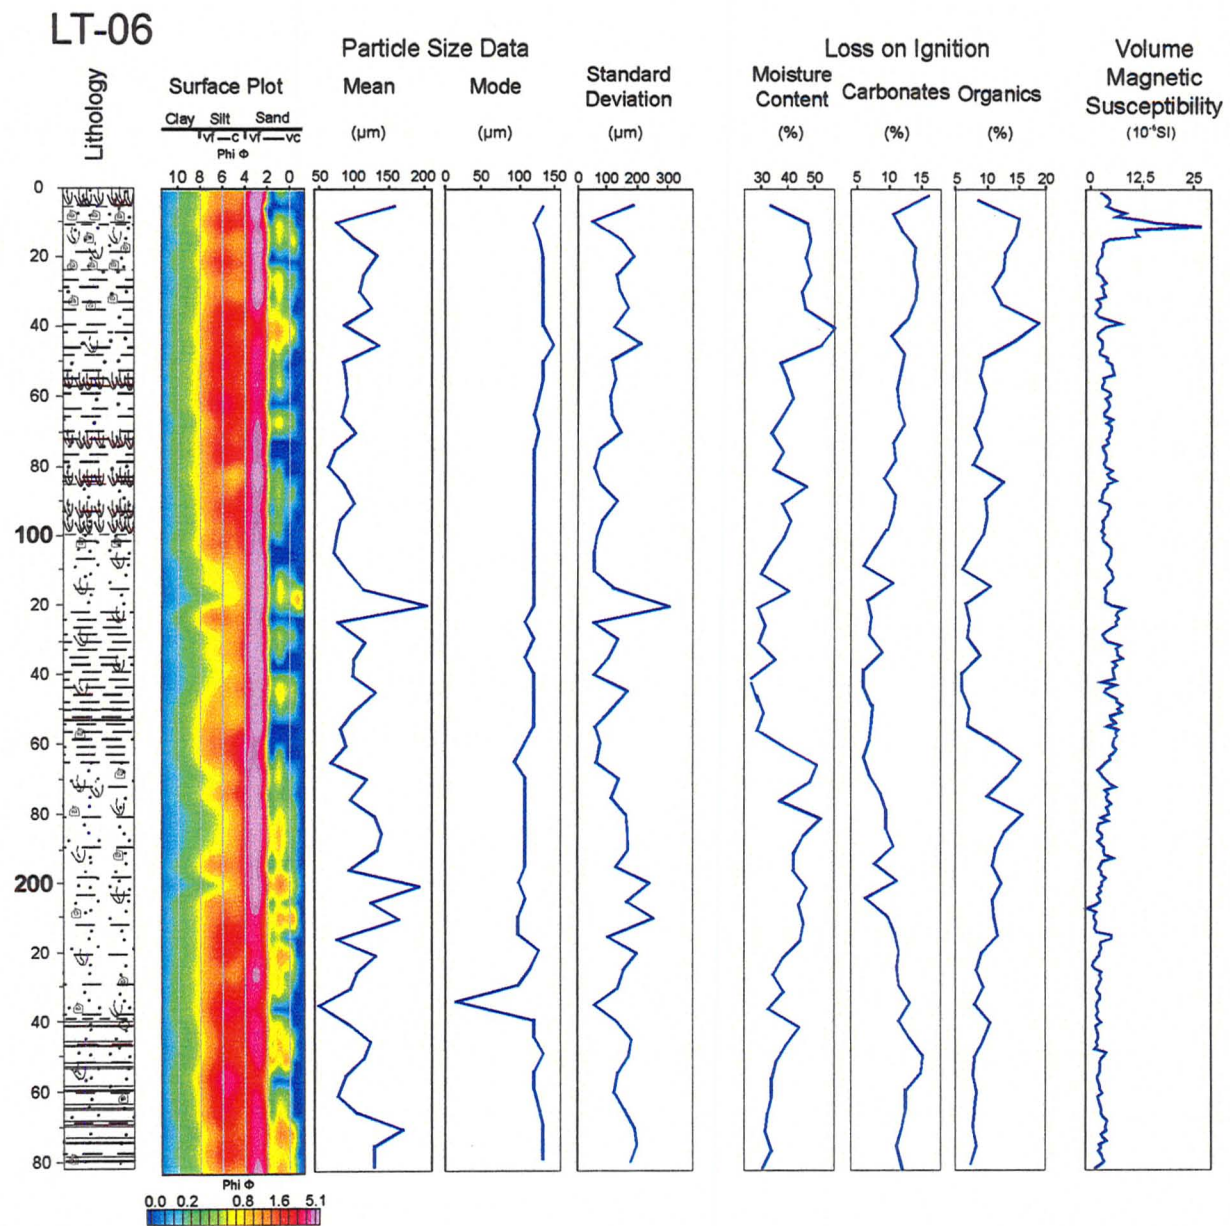 LT-06
Particle Size Data
Loss on Ignition
Volume
Magnetic
Susceptibility
(10⁻⁶SI)
Lithology
Surface Plot
Mean
Mode
Standard
Deviation
Moisture
Content
Carbonates
Organics
Clay Silt Sand
vf—c vf—vc
Phi Φ
(µm)
(µm)
(µm)
(%)
(%)
(%)
10 8 6 4 2 0
50 100 150 200
0 50 100 150
0 100 200 300
30 40 50
5 10 15
5 10 15 20
0 12.5 25
0
20
40
60
80
100
20
40
60
80
200
20
40
60
80
Phi Φ
0.0 0.2 0.8 1.6 5.1